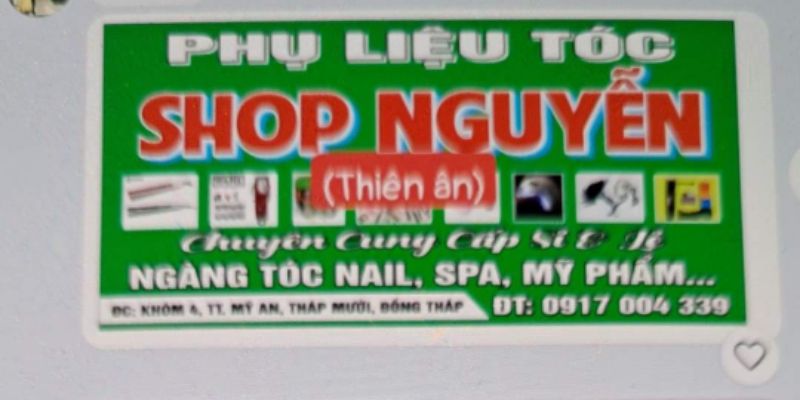 PHỤ LIỆU TÓC
SHOP NGUYỄN
(Thiên ân)
Chuyên Cung Cấp Sỉ & Lẻ
NGÀNG TÓC NAIL, SPA, MỸ PHẨM...
ĐC: KHÓM 4, TT. MỸ AN, THÁP MƯỜI, ĐỒNG THÁP
ĐT: 0917 004 339